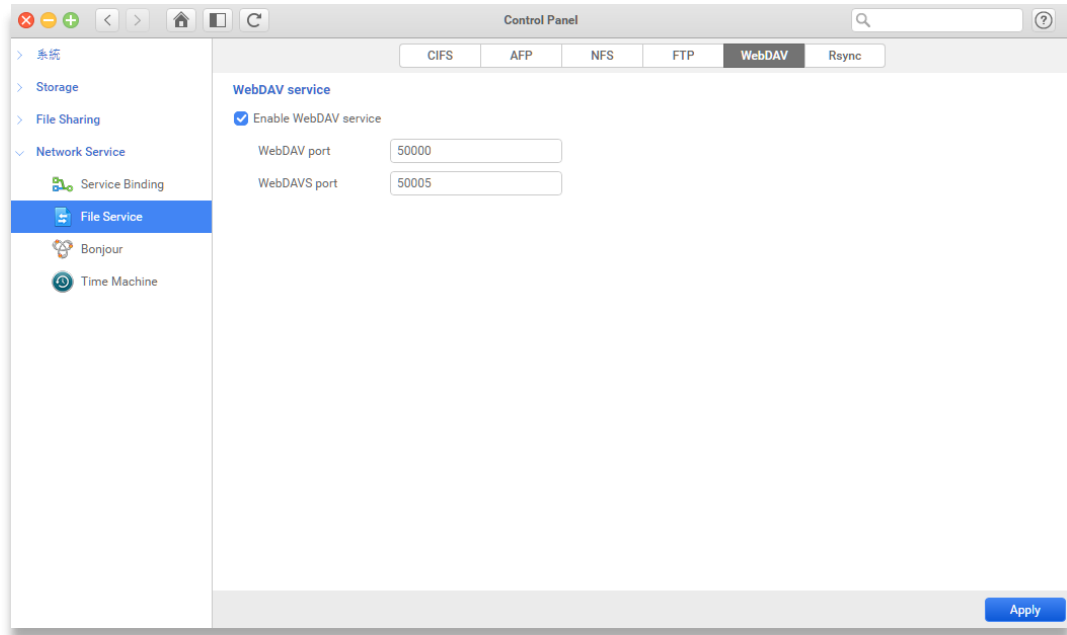 Control Panel
系統
Storage
File Sharing
Network Service
Service Binding
File Service
Bonjour
Time Machine
CIFS AFP NFS FTP WebDAV Rsync
WebDAV service
Enable WebDAV service
WebDAV port 50000
WebDAVS port 50005
Apply